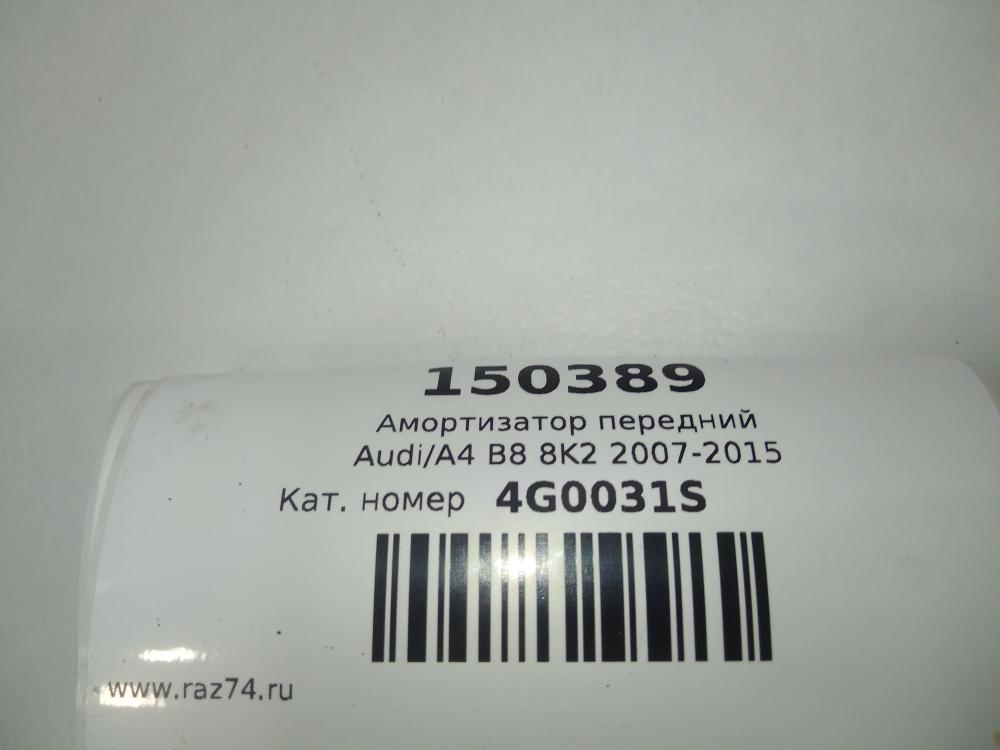 150389
Амортизатор передний
Audi/A4 B8 8K2 2007-2015
Кат. номер 4G0031S
www.raz74.ru